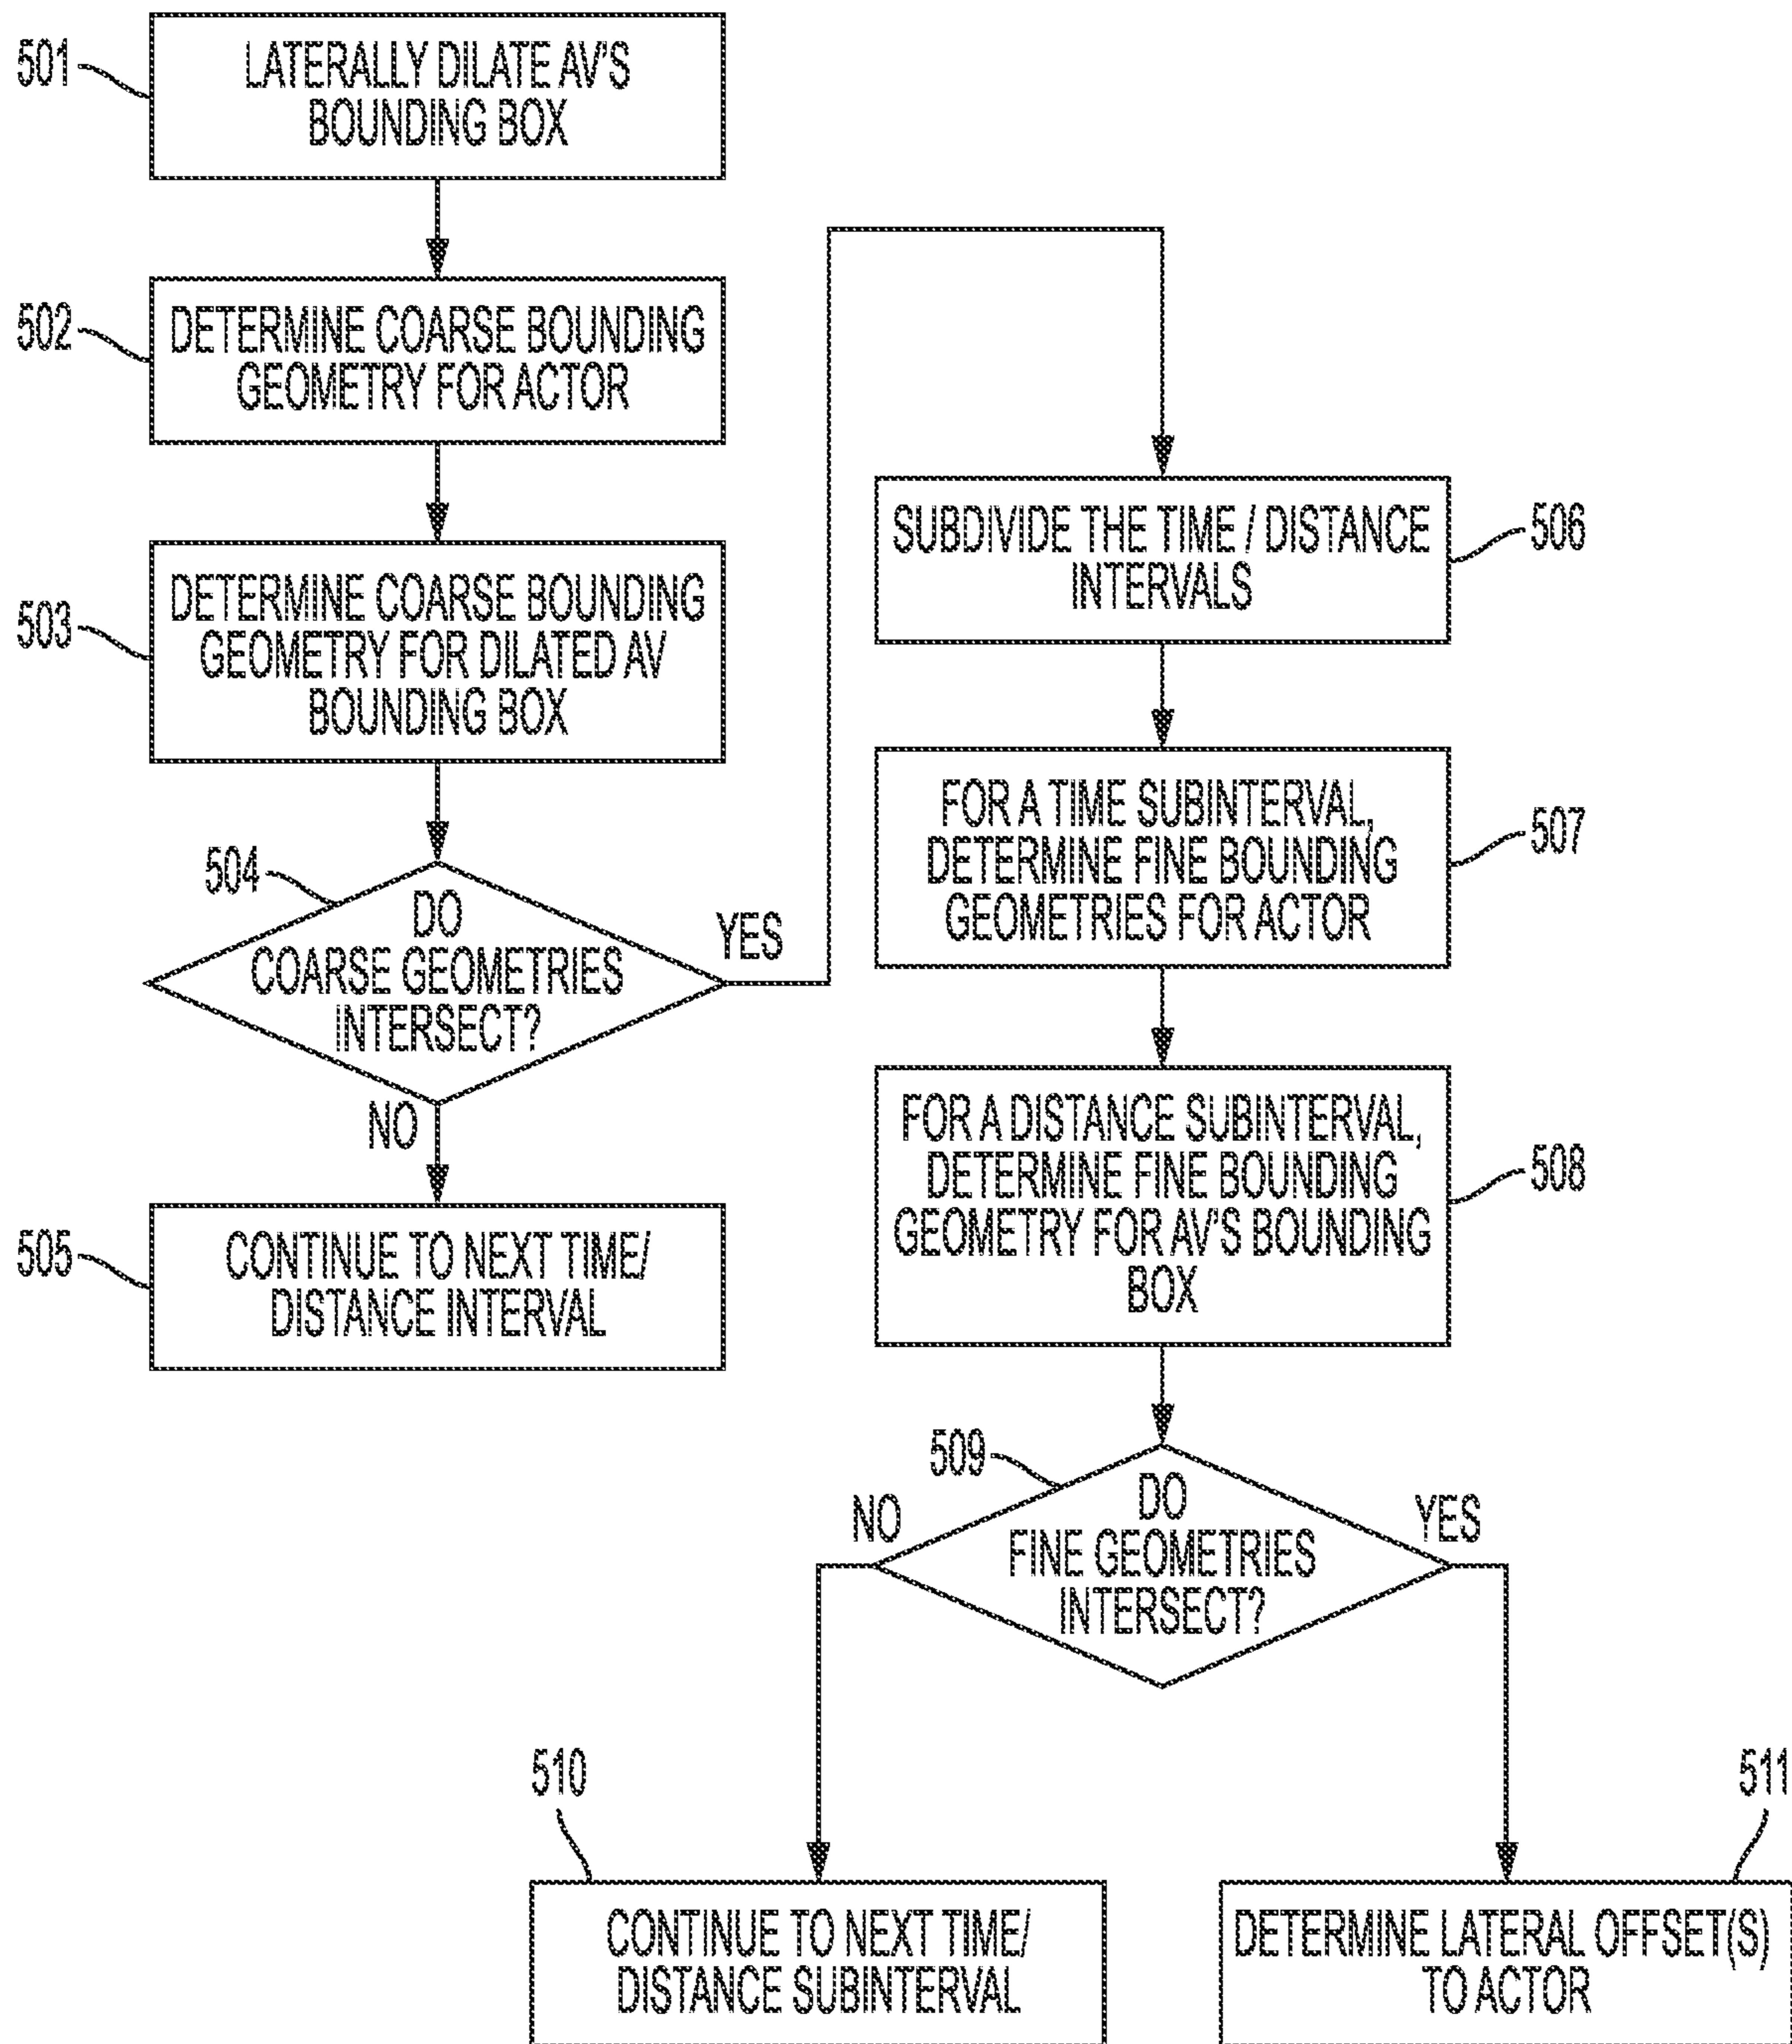 501
LATERALLY DILATE AV'S
BOUNDING BOX
502
DETERMINE COARSE BOUNDING
GEOMETRY FOR ACTOR
503
DETERMINE COARSE BOUNDING
GEOMETRY FOR DILATED AV
BOUNDING BOX
504
DO
COARSE GEOMETRIES
INTERSECT?
YES
NO
505
CONTINUE TO NEXT TIME/
DISTANCE INTERVAL
SUBDIVIDE THE TIME / DISTANCE
INTERVALS
506
FOR A TIME SUBINTERVAL,
DETERMINE FINE BOUNDING
GEOMETRIES FOR ACTOR
507
FOR A DISTANCE SUBINTERVAL,
DETERMINE FINE BOUNDING
GEOMETRY FOR AV'S BOUNDING
BOX
508
509
DO
FINE GEOMETRIES
INTERSECT?
NO
YES
510
CONTINUE TO NEXT TIME/
DISTANCE SUBINTERVAL
511
DETERMINE LATERAL OFFSET(S)
TO ACTOR